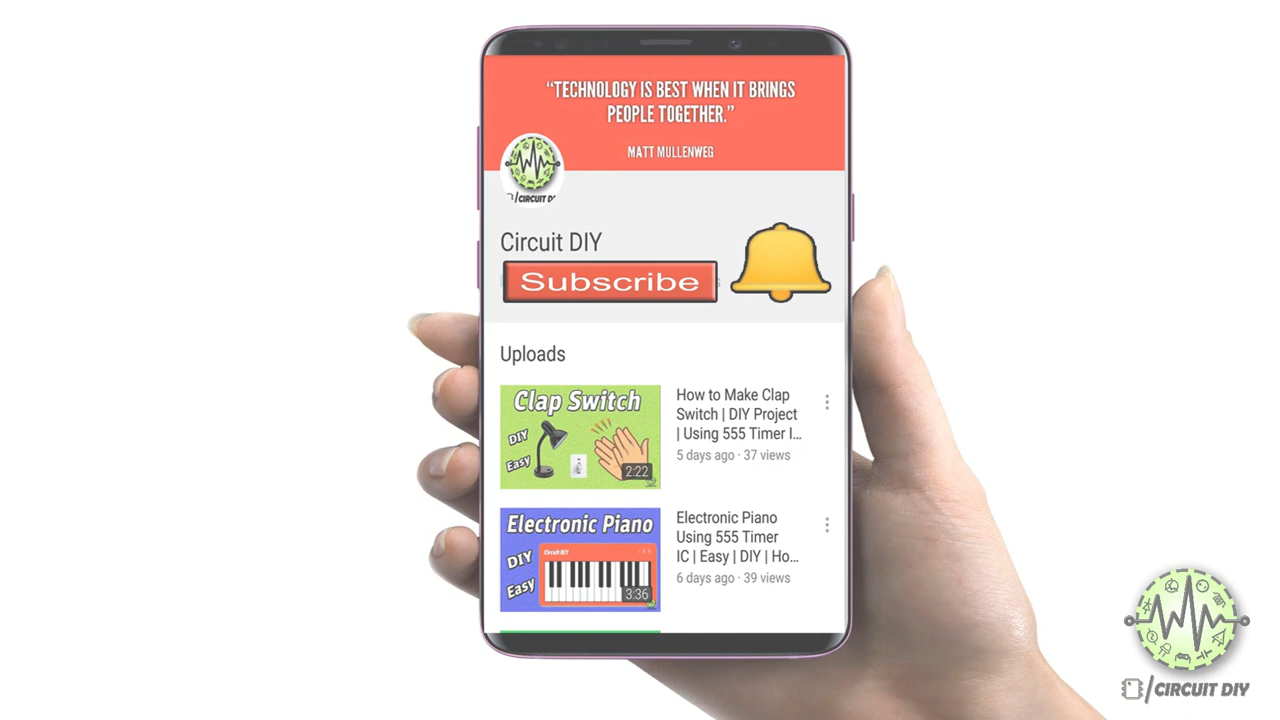 “TECHNOLOGY IS BEST WHEN IT BRINGS
PEOPLE TOGETHER.”
MATT MULLENWEG
CIRCUIT D
Circuit DIY
Subscribe
s
Uploads
Clap Switch
DIY
Easy
2:22
How to Make Clap
Switch | DIY Project
| Using 555 Timer I...
5 days ago · 37 views
Electronic Piano
DIY
Easy
Circuit DIY
3:36
Electronic Piano
Using 555 Timer
IC | Easy | DIY | Ho...
6 days ago · 39 views
CIRCUIT DIY